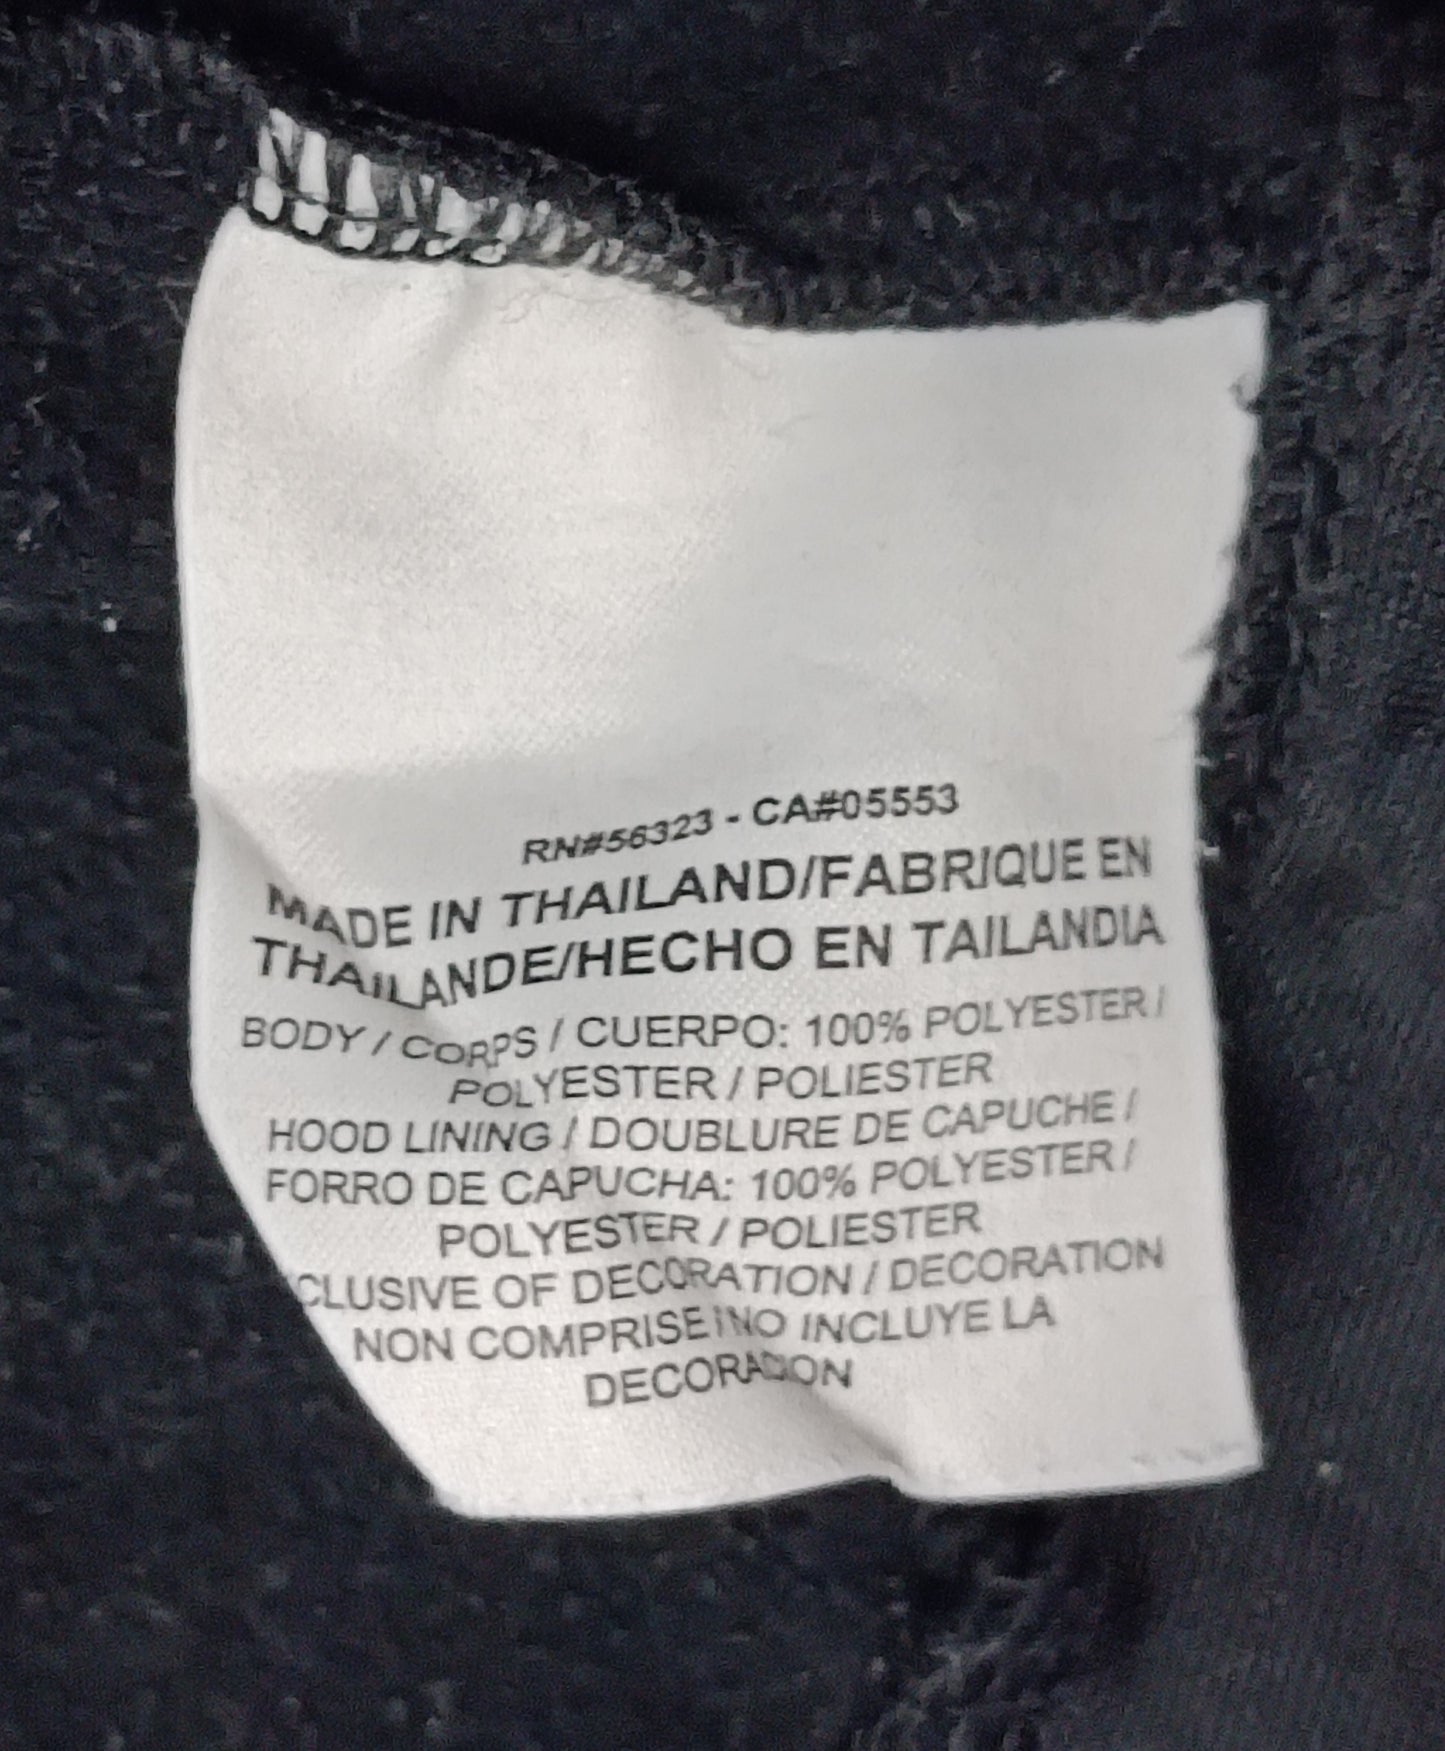 RN#56323 - CA#05553
MADE IN THAILAND/FABRIQUE EN
THAILANDE/HECHO EN TAILANDIA
BODY / CORPS / CUERPO: 100% POLYESTER /
POLYESTER / POLIESTER
HOOD LINING / DOUBLURE DE CAPUCHE /
FORRO DE CAPUCHA: 100% POLYESTER /
POLYESTER / POLIESTER
CLUSIVE OF DECORATION / DECORATION
NON COMPRISE / NO INCLUYE LA
DECORACION